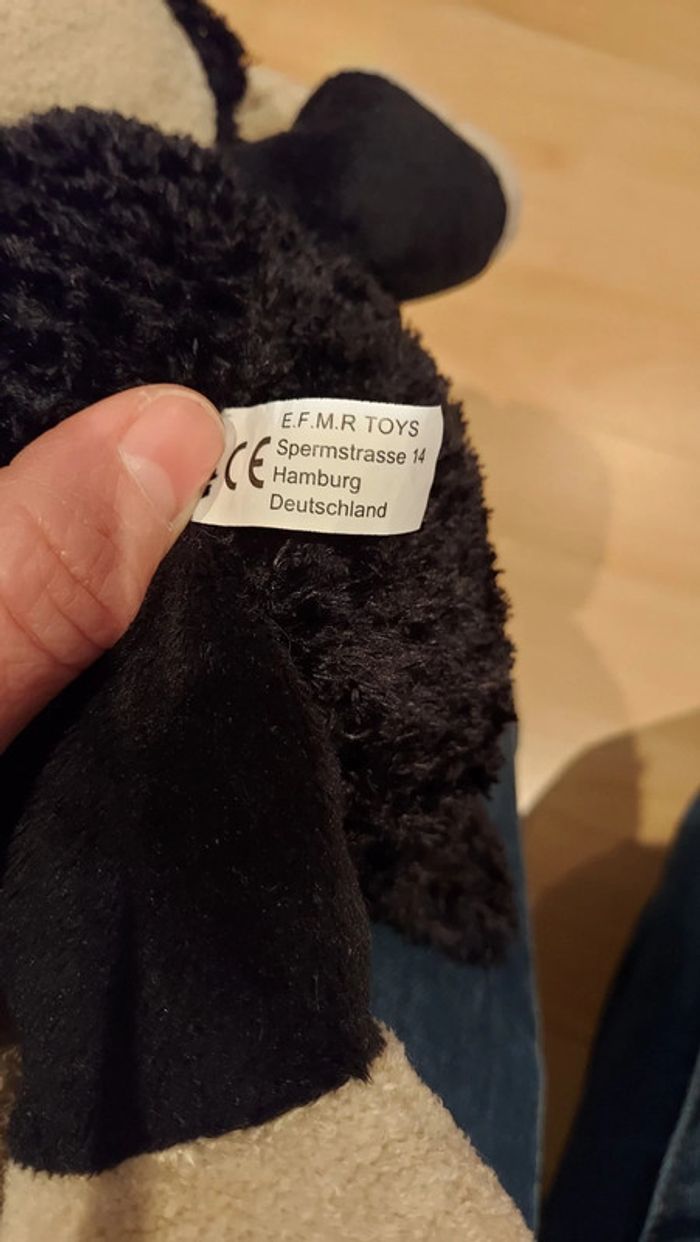 E.F.M.R TOYS
CE Spermstrasse 14
Hamburg
Deutschland